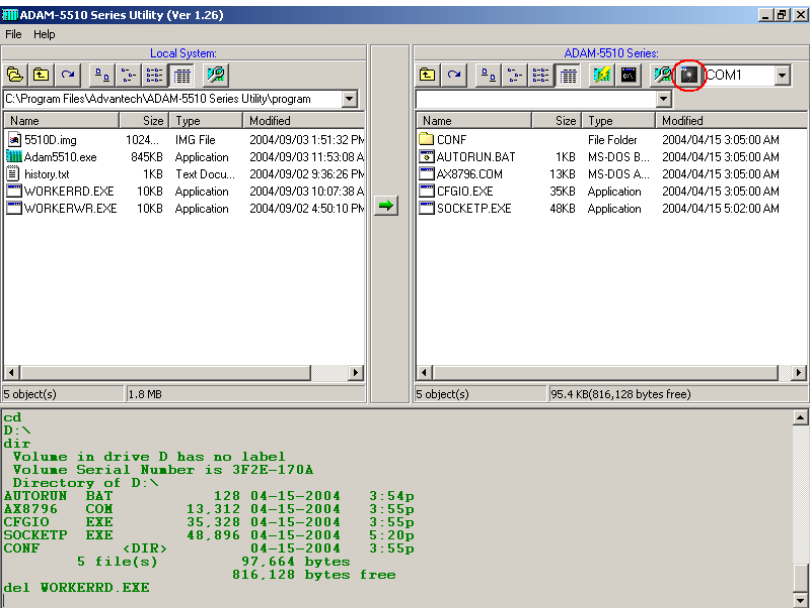 ADAM-5510 Series Utility (Ver 1.26)
File Help
Local System:
C:\Program Files\Advantech\ADAM-5510 Series Utility\program
Name Size Type Modified
5510D.img 1024... IMG File 2004/09/03 1:51:32 PM
Adam5510.exe 845KB Application 2004/09/03 11:53:08 A
history.txt 1KB Text Docu... 2004/09/02 9:36:26 PM
WORKERRD.EXE 10KB Application 2004/09/03 10:07:38 A
WORKERWR.EXE 10KB Application 2004/09/02 4:50:10 PM
5 object(s) 1.8 MB
ADAM-5510 Series:
COM1
Name Size Type Modified
CONF File Folder 2004/04/15 3:05:00 AM
AUTORUN.BAT 1KB MS-DOS B... 2004/04/15 3:05:00 AM
AX8796.COM 13KB MS-DOS A... 2004/04/15 3:05:00 AM
CFGIO.EXE 35KB Application 2004/04/15 3:05:00 AM
SOCKETP.EXE 48KB Application 2004/04/15 5:02:00 AM
5 object(s) 95.4 KB(816,128 bytes free)
cd
D:\
dir
Volume in drive D has no label
Volume Serial Number is 3F2E-170A
Directory of D:\
AUTORUN BAT 128 04-15-2004 3:54p
AX8796 COM 13,312 04-15-2004 3:55p
CFGIO EXE 35,328 04-15-2004 3:55p
SOCKETP EXE 48,896 04-15-2004 5:20p
CONF <DIR> 04-15-2004 3:55p
5 file(s) 97,664 bytes
816,128 bytes free
del WORKERRD.EXE